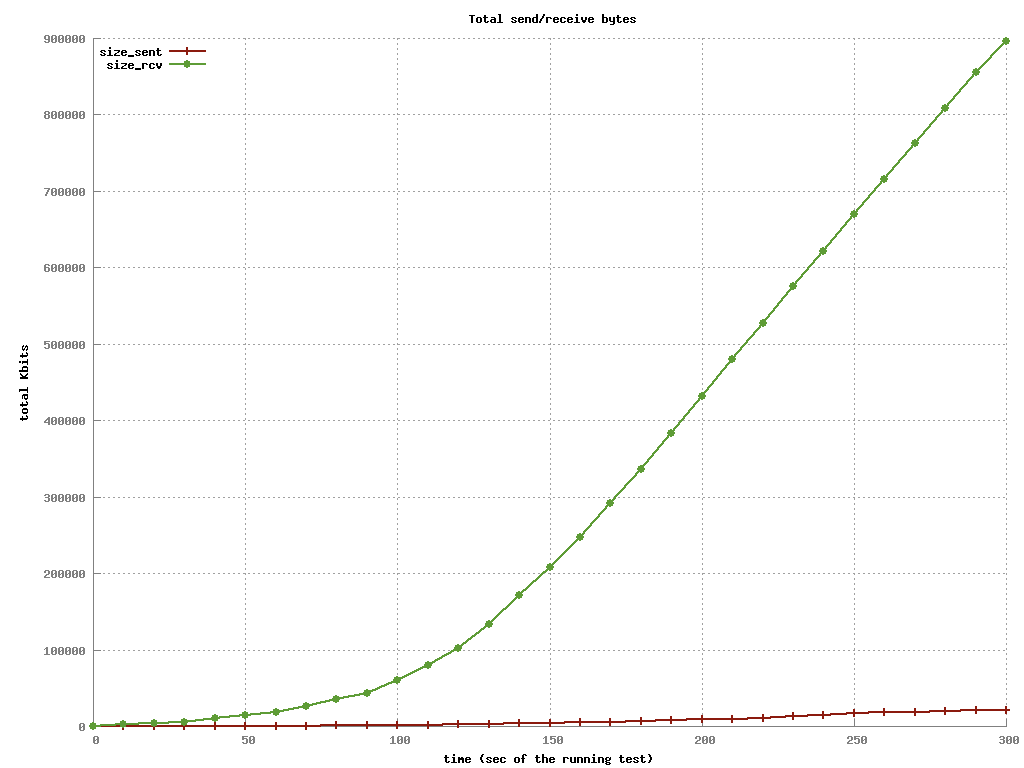 Total send/receive bytes
size_sent
size_rcv
900000
800000
700000
600000
500000
400000
300000
200000
100000
0
total Kbits
0 50 100 150 200 250 300
time (sec of the running test)